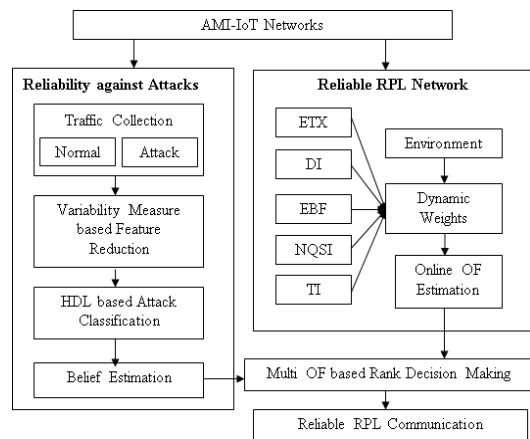 AMI-IoT Networks
Reliability against Attacks
Traffic Collection
Normal
Attack
Variability Measure
based Feature
Reduction
HDL based Attack
Classification
Belief Estimation
Reliable RPL Network
ETX
DI
EBF
NQSI
TI
Environment
Dynamic
Weights
Online OF
Estimation
Multi OF based Rank Decision Making
Reliable RPL Communication